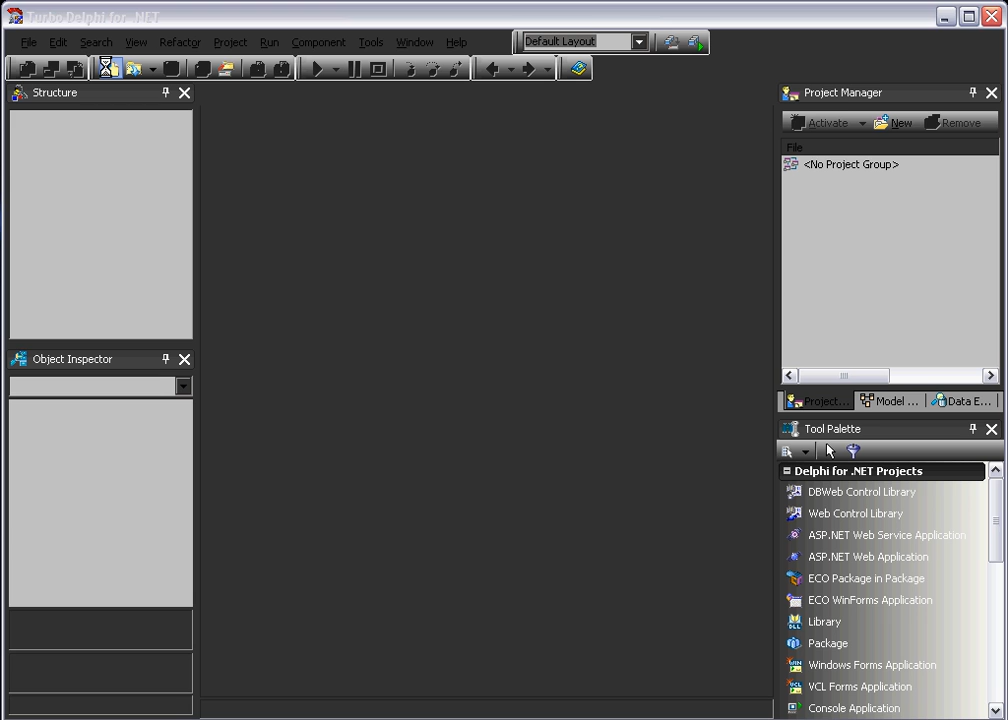 Turbo Delphi for .NET
File Edit Search View Refactor Project Run Component Tools Window Help
Default Layout
Structure
Object Inspector
Project Manager
Activate New Remove
File
<No Project Group>
Project... Model ... Data E...
Tool Palette
Delphi for .NET Projects
DBWeb Control Library
Web Control Library
ASP.NET Web Service Application
ASP.NET Web Application
ECO Package in Package
ECO WinForms Application
Library
Package
Windows Forms Application
VCL Forms Application
Console Application